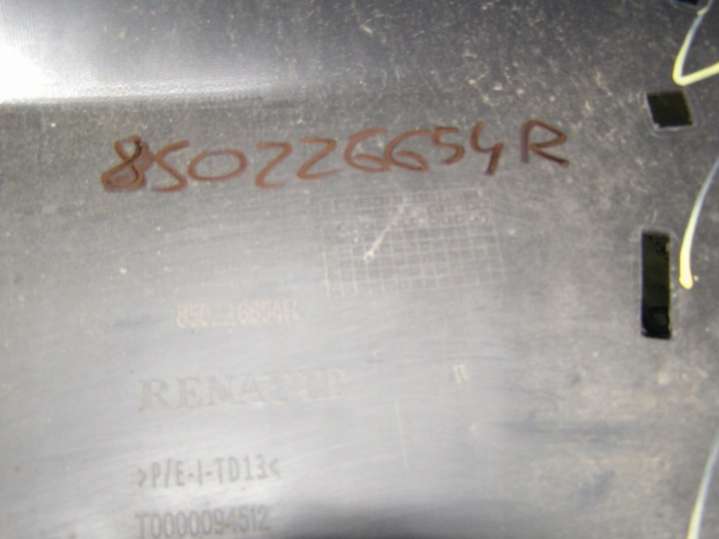 850226654R
RENAULT
>P/E-I-TD13<
T0000094512